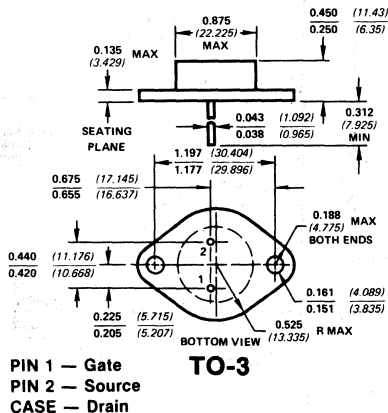 0.875
(22.225)
MAX
0.450 (11.43)
0.250 (6.35)
0.135 MAX
(3.429)
SEATING
PLANE
0.043 (1.092)
0.038 (0.965)
0.312
(7.925)
MIN
1.197 (30.404)
1.177 (29.896)
0.675 (17.145)
0.655 (16,637)
0.188 MAX
(4.775)
BOTH ENDS
2
0.440 (11.176)
0.420 (10.668)
1
0.161 (4.089)
0.151 (3.835)
0.225 (5.715)
0.205 (5.207)
0.525 R MAX
(13.335)
BOTTOM VIEW
TO-3
PIN 1 — Gate
PIN 2 — Source
CASE — Drain